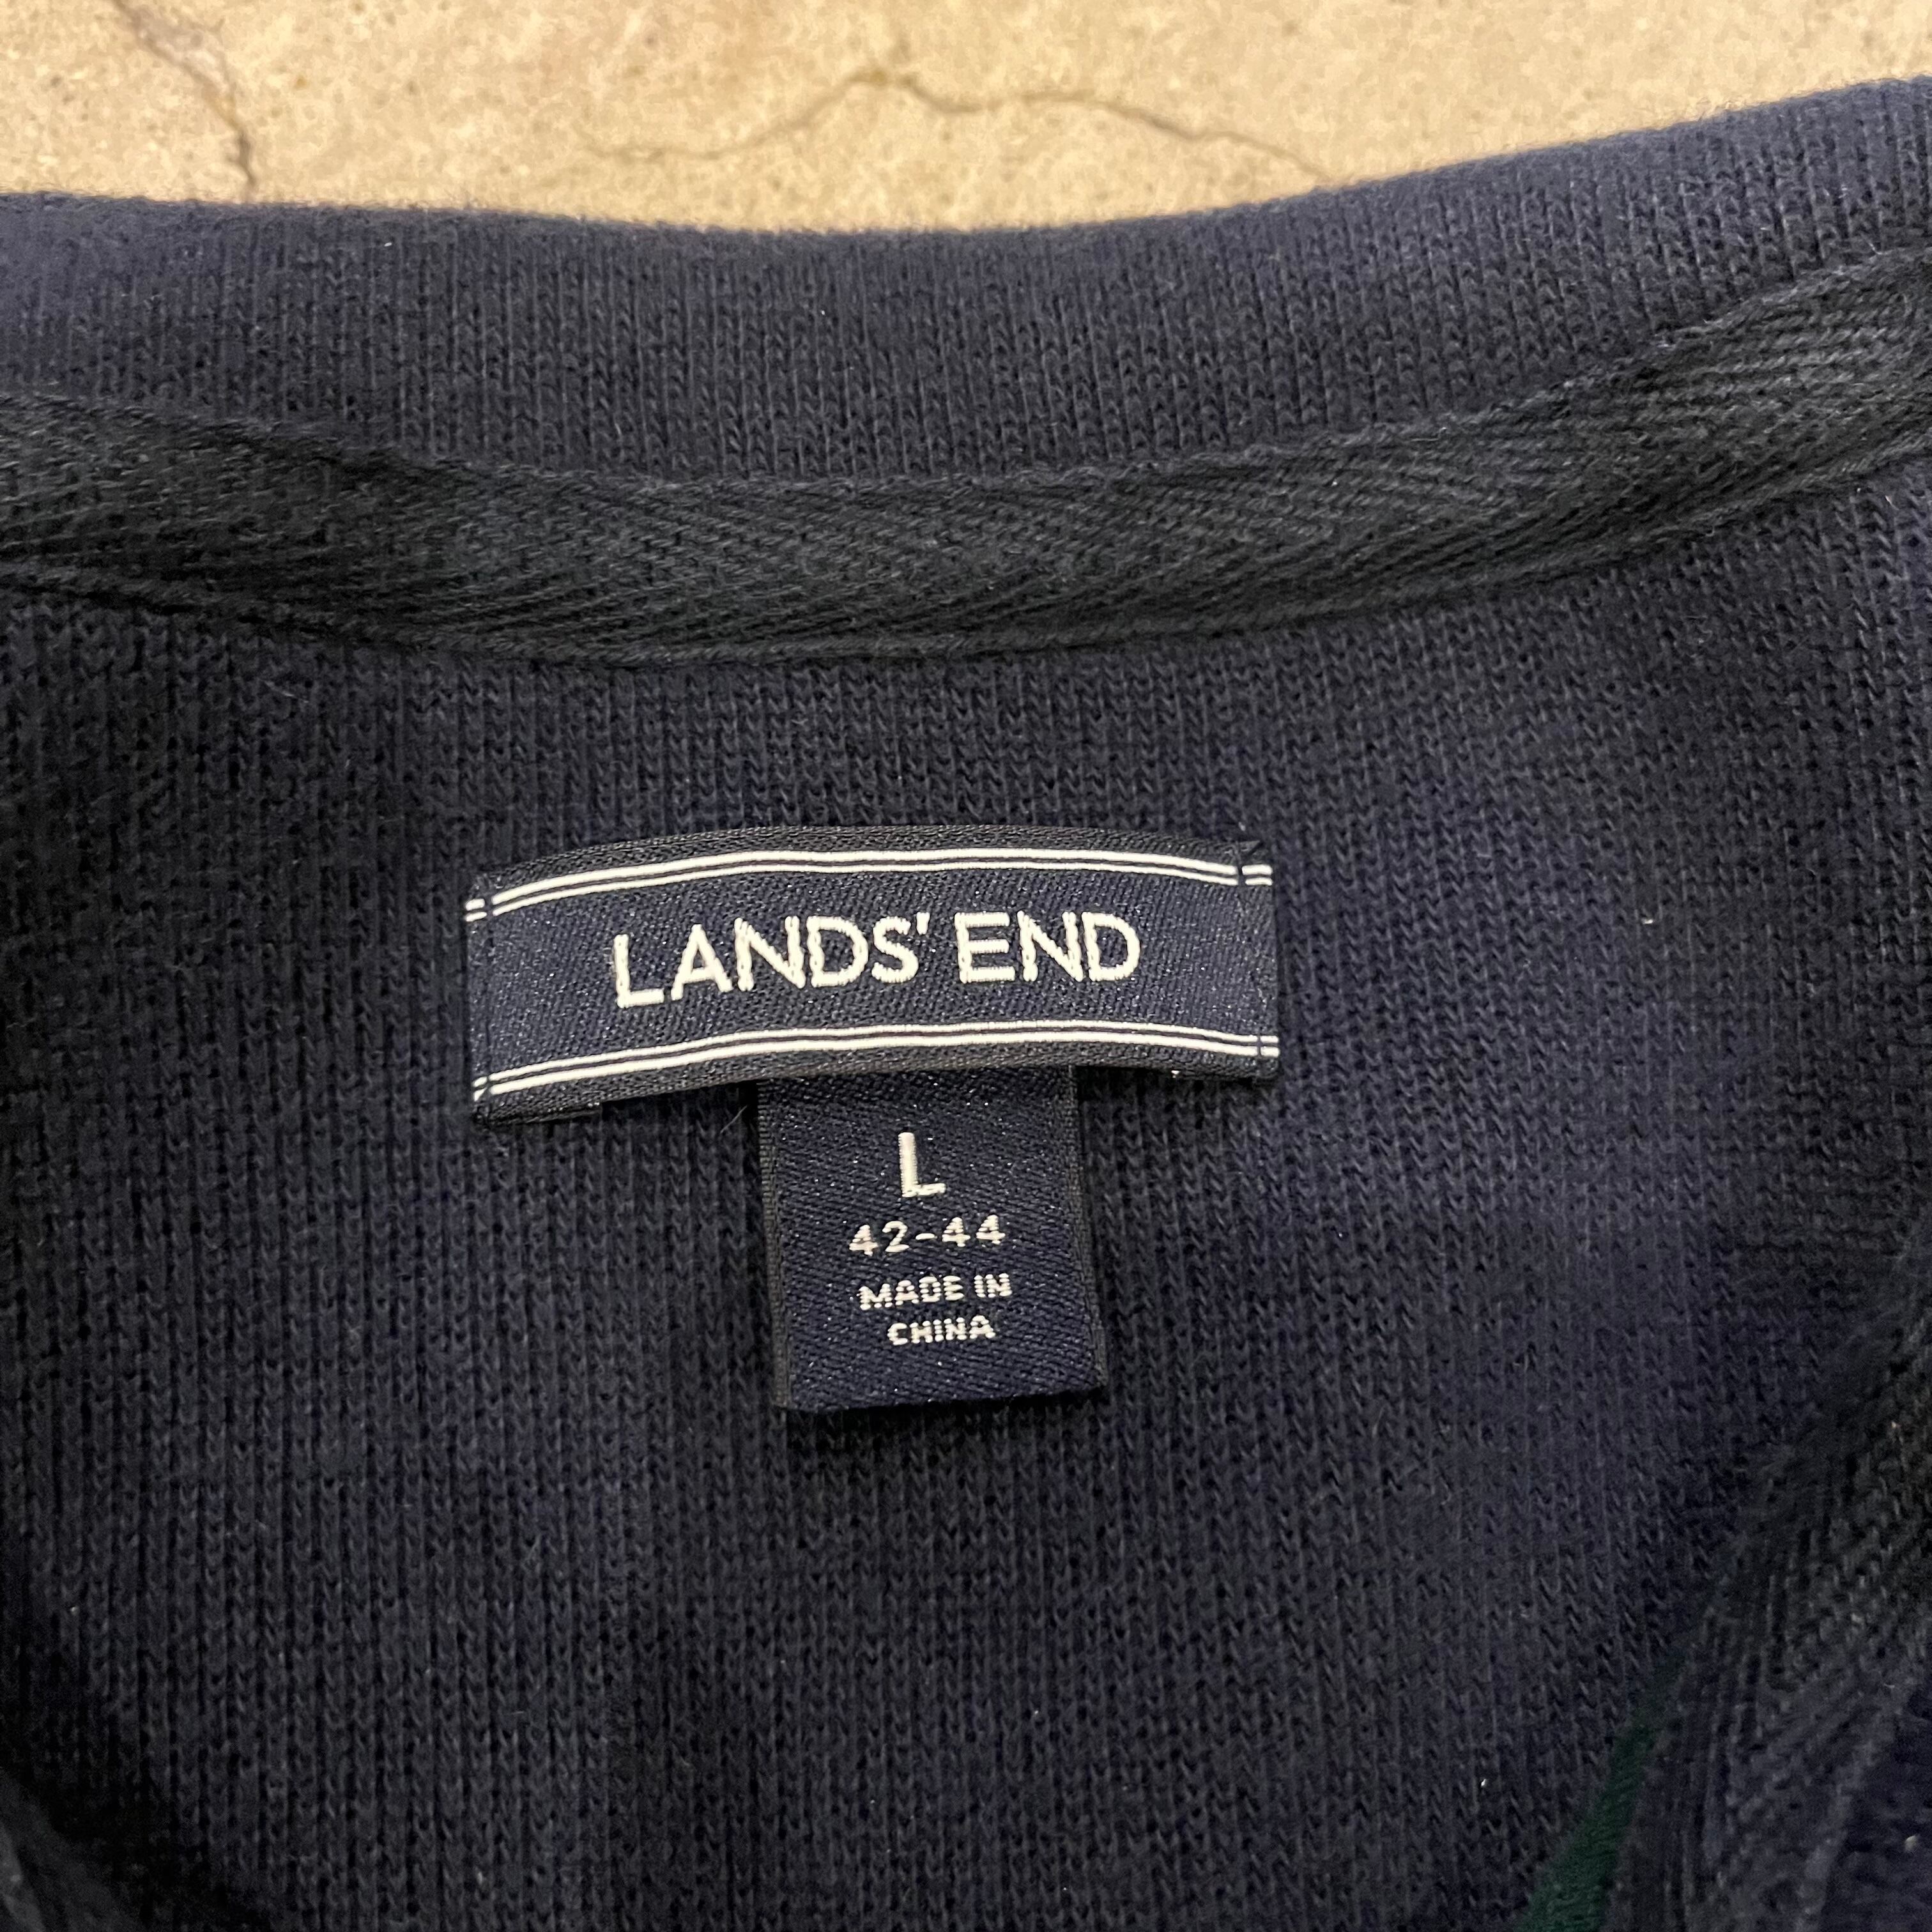 LANDS' END
L
42-44
MADE IN
CHINA